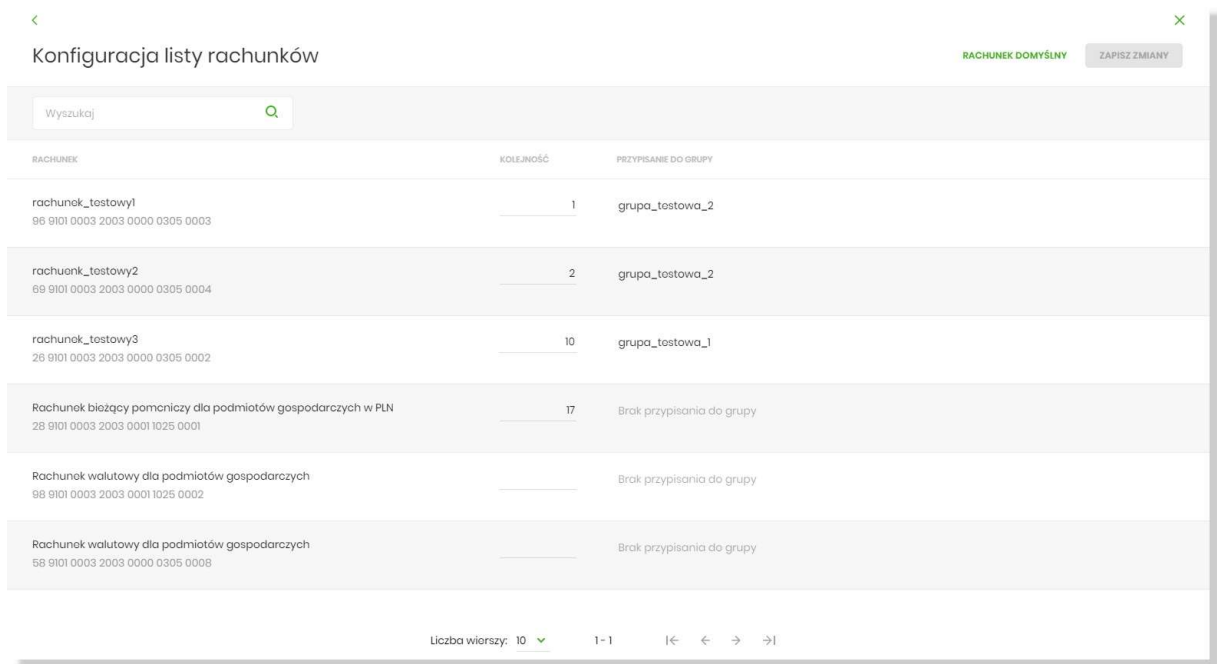 Konfiguracja listy rachunków
RACHUNEK DOMYŚLNY
ZAPISZ ZMIANY
Wyszukaj
RACHUNEK KOLEJNOŚĆ PRZYPISANIE DO GRUPY
rachunek_testowy1 1 grupa_testowa_2
96 9101 0003 2003 0000 0305 0003
rachuenk_testowy2 2 grupa_testowa_2
69 9101 0003 2003 0000 0305 0004
rachunek_testowy3 10 grupa_testowa_1
26 9101 0003 2003 0000 0305 0002
Rachunek bieżący pomcniczy dla podmiotów gospodarczych w PLN 17 Brak przypisania do grupy
28 9101 0003 2003 0001 1025 0001
Rachunek walutowy dla podmiotów gospodarczych Brak przypisania do grupy
98 9101 0003 2003 0001 1025 0002
Rachunek walutowy dla podmiotów gospodarczych Brak przypisania do grupy
58 9101 0003 2003 0000 0305 0008
Liczba wierszy: 10 1 - 1